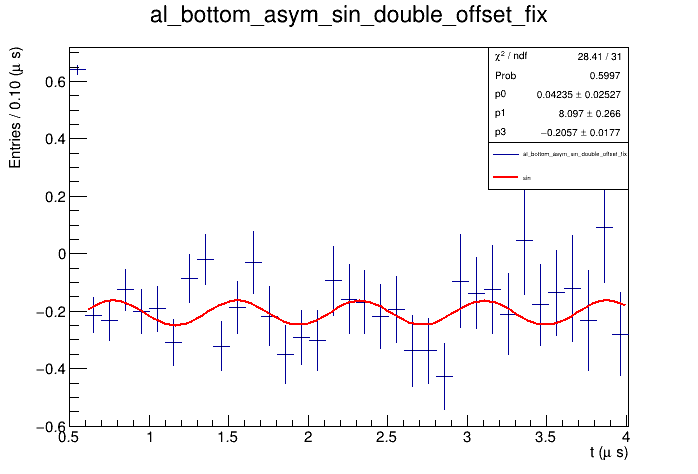 al_bottom_asym_sin_double_offset_fix
Entries / 0.10 (μ s)
χ² / ndf 28.41 / 31
Prob 0.5997
p0 0.04235 ± 0.02527
p1 8.097 ± 0.266
p3 −0.2057 ± 0.0177
al_bottom_asym_sin_double_offset_fix
sin
0.6
0.4
0.2
0
−0.2
−0.4
−0.6
0.5 1 1.5 2 2.5 3 3.5 4
t (μ s)